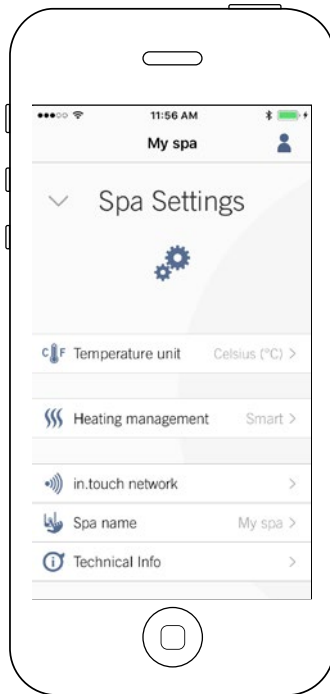 11:56 AM
My spa
Spa Settings
C F Temperature unit Celsius (°C) >
Heating management Smart >
in.touch network >
Spa name My spa >
Technical Info >